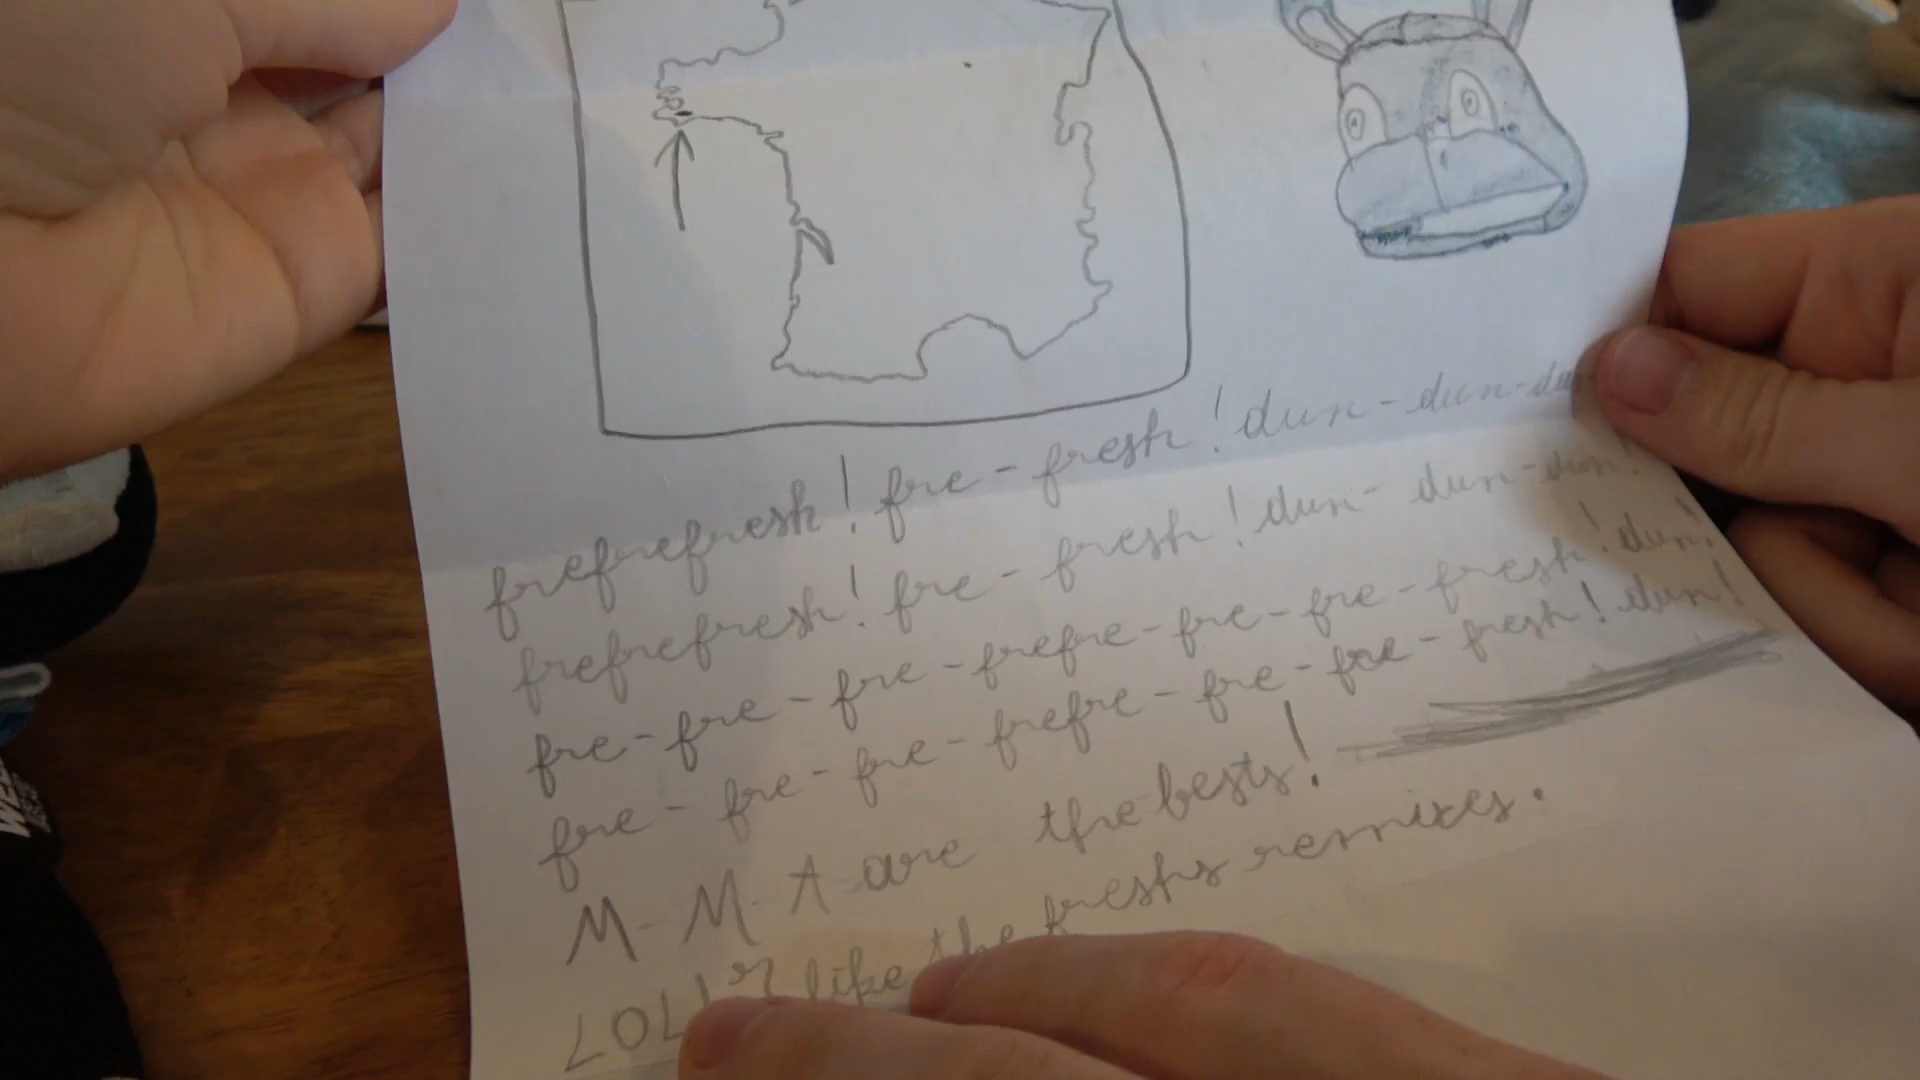 frefrefresh! fre-fresh! dun-dun-dun
frefrefresh! fre-fresh! dun-dun-dun!
fre-fre-fre-frefre-fre-fre-fresh! dun!
fre-fre-fre-frefre-fre-fre-fresh! dun!
M-M-A are the bests!
LOL! I like the freshs remixes.